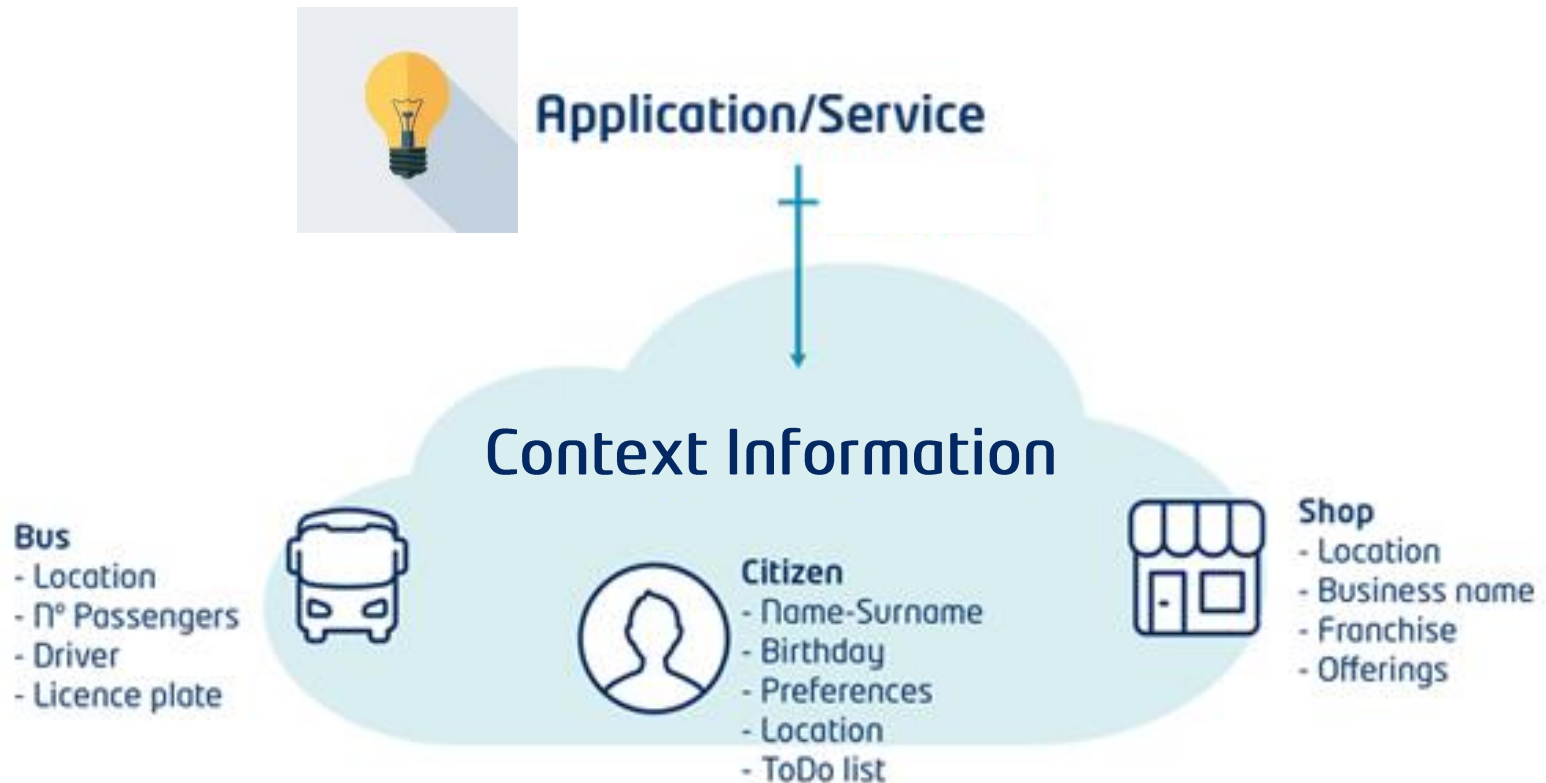 Application/Service
Context Information
Bus
- Location
- Nº Passengers
- Driver
- Licence plate
Citizen
- Name-Surname
- Birthday
- Preferences
- Location
- ToDo list
Shop
- Location
- Business name
- Franchise
- Offerings